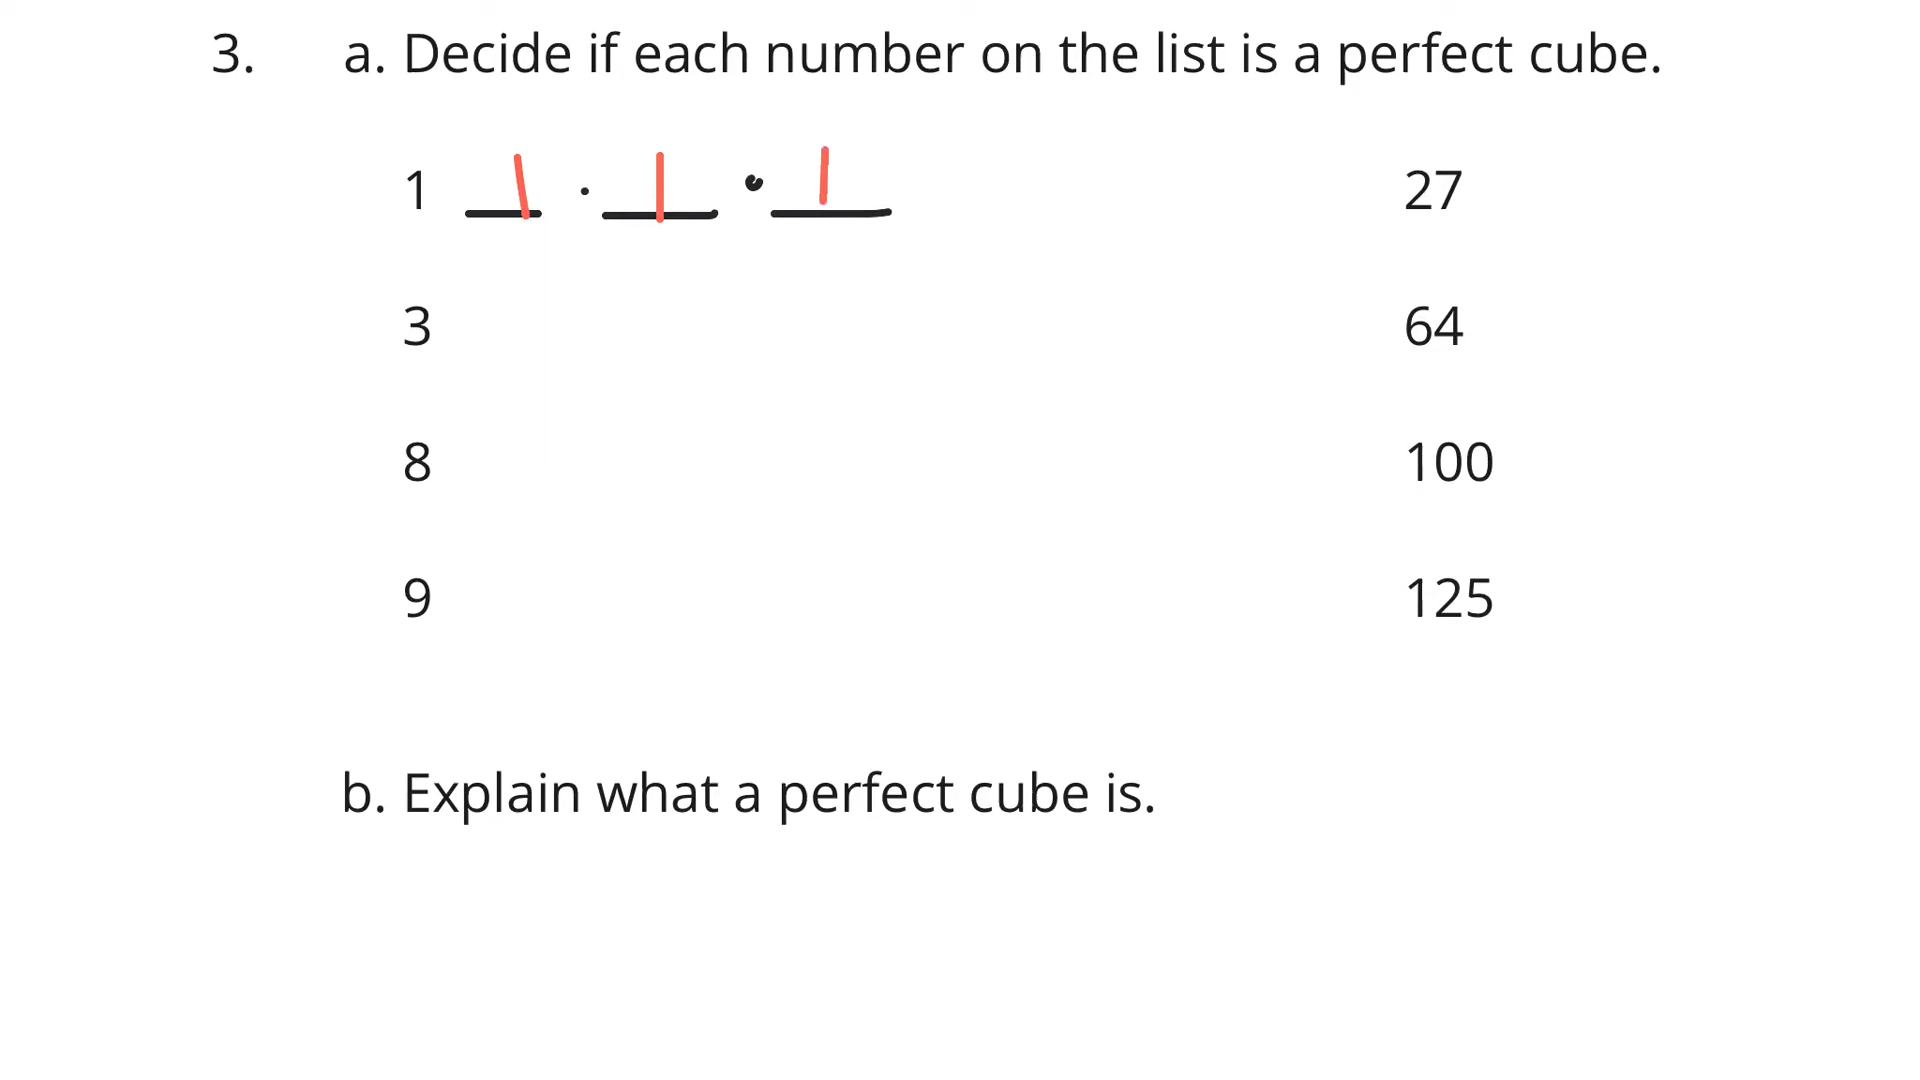 3. a. Decide if each number on the list is a perfect cube.
1 1 · 1 · 1 27
3 64
8 100
9 125
b. Explain what a perfect cube is.